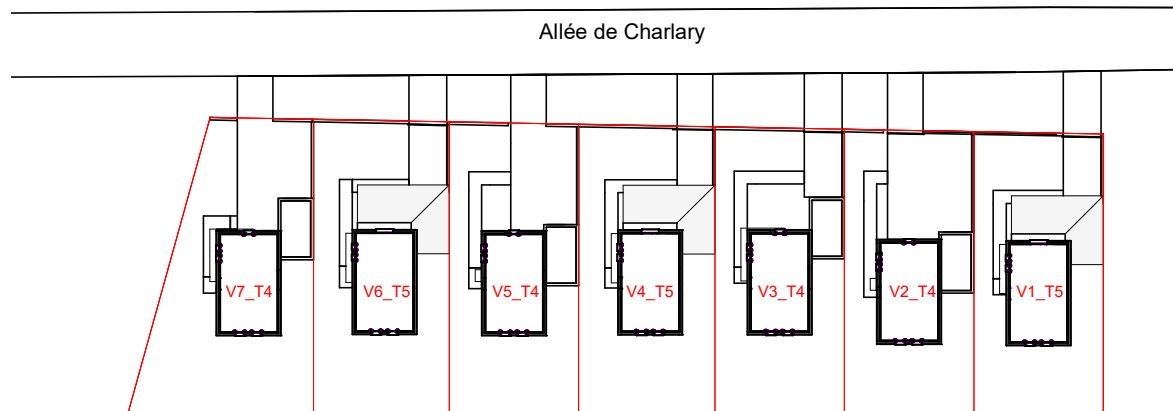 Allée de Charlary
V7_T4
V6_T5
V5_T4
V4_T5
V3_T4
V2_T4
V1_T5